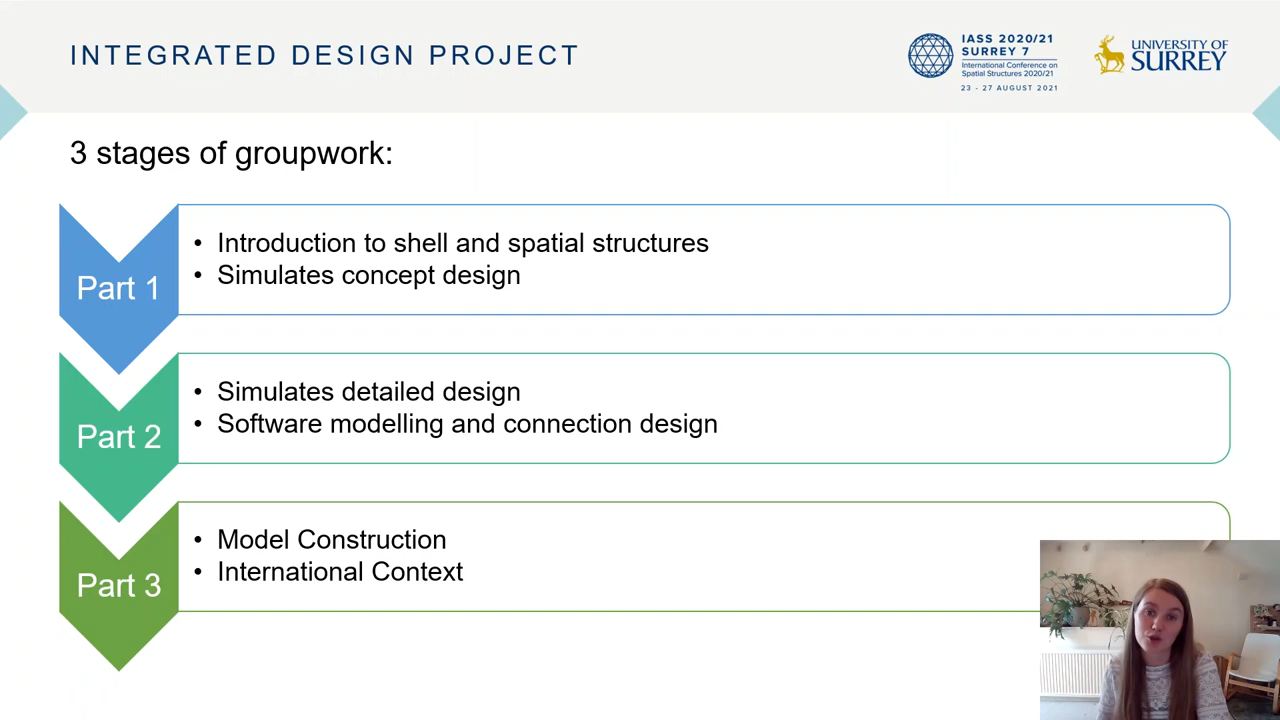 INTEGRATED DESIGN PROJECT
IASS 2020/21
SURREY 7
International Conference on
Spatial Structures 2020/21
23 - 27 AUGUST 2021
UNIVERSITY OF
SURREY
3 stages of groupwork:
Part 1
• Introduction to shell and spatial structures
• Simulates concept design
Part 2
• Simulates detailed design
• Software modelling and connection design
Part 3
• Model Construction
• International Context